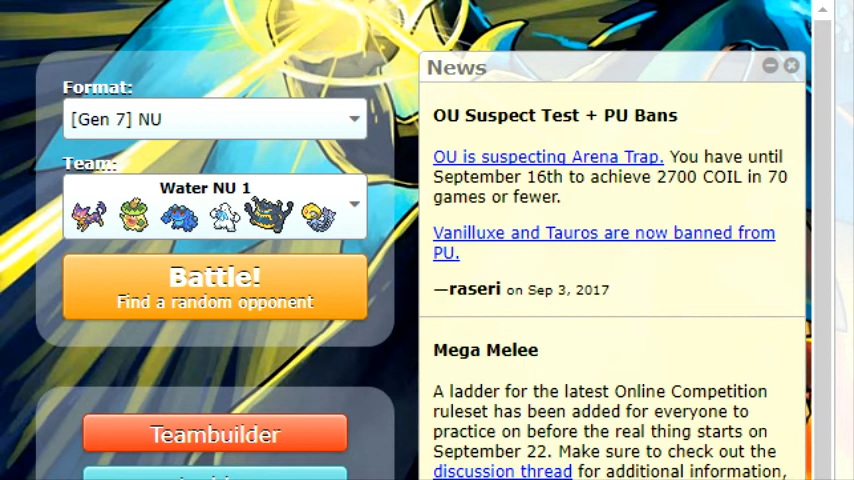 Format:
[Gen 7] NU
Team:
Water NU 1
Battle!
Find a random opponent
Teambuilder
News
OU Suspect Test + PU Bans
OU is suspecting Arena Trap. You have until
September 16th to achieve 2700 COIL in 70
games or fewer.
Vanilluxe and Tauros are now banned from
PU.
—raseri on Sep 3, 2017
Mega Melee
A ladder for the latest Online Competition
ruleset has been added for everyone to
practice on before the real thing starts on
September 22. Make sure to check out the
discussion thread for additional information,